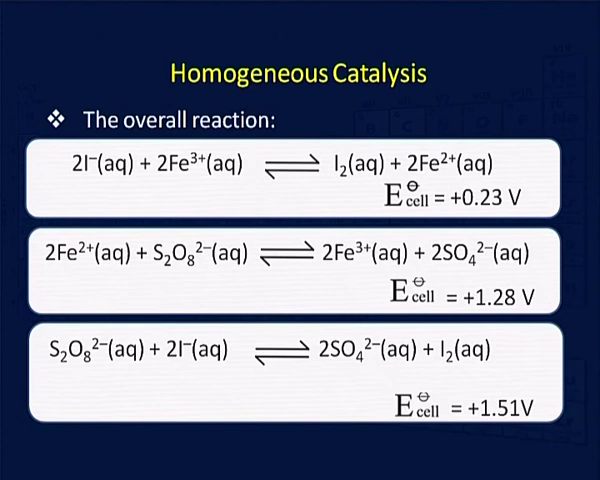 Homogeneous Catalysis
❖ The overall reaction:
2I⁻(aq) + 2Fe³⁺(aq) ⇌ I₂(aq) + 2Fe²⁺(aq)
E⊖cell = +0.23 V
2Fe²⁺(aq) + S₂O₈²⁻(aq) ⇌ 2Fe³⁺(aq) + 2SO₄²⁻(aq)
E⊖cell = +1.28 V
S₂O₈²⁻(aq) + 2I⁻(aq) ⇌ 2SO₄²⁻(aq) + I₂(aq)
E⊖cell = +1.51V